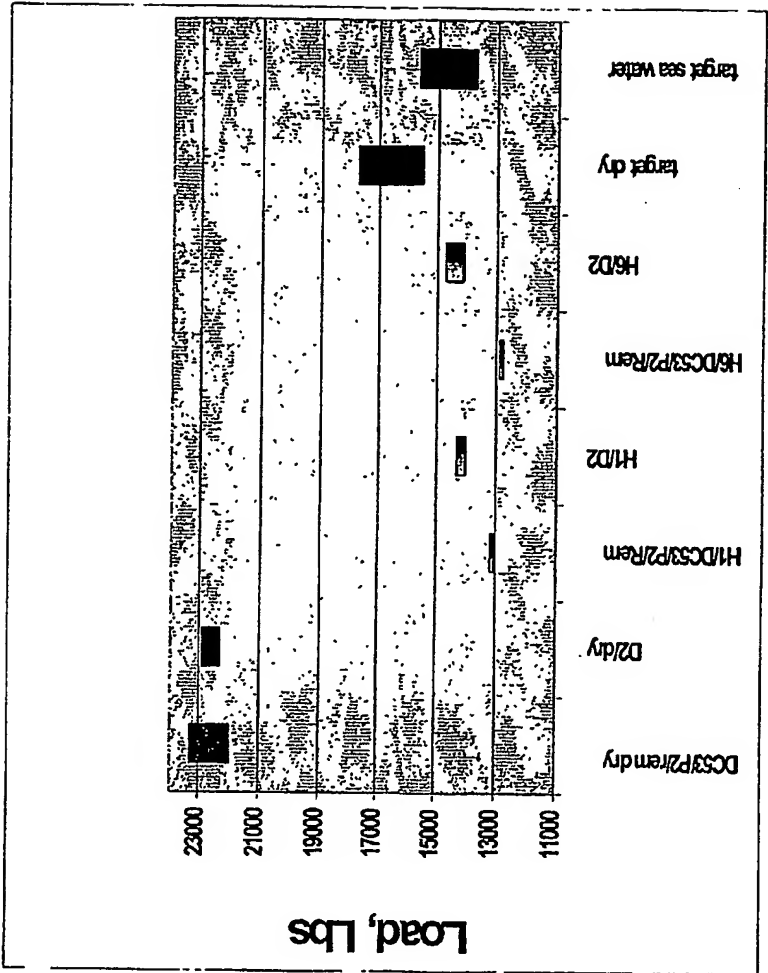 Load, Lbs
23000
21000
19000
17000
15000
13000
11000
DC53/P2/rem dry
D2/dry
H1/DC53/P2/Rem
H1/D2
H6/DC53/P2/Rem
H6/D2
target dry
target sea water